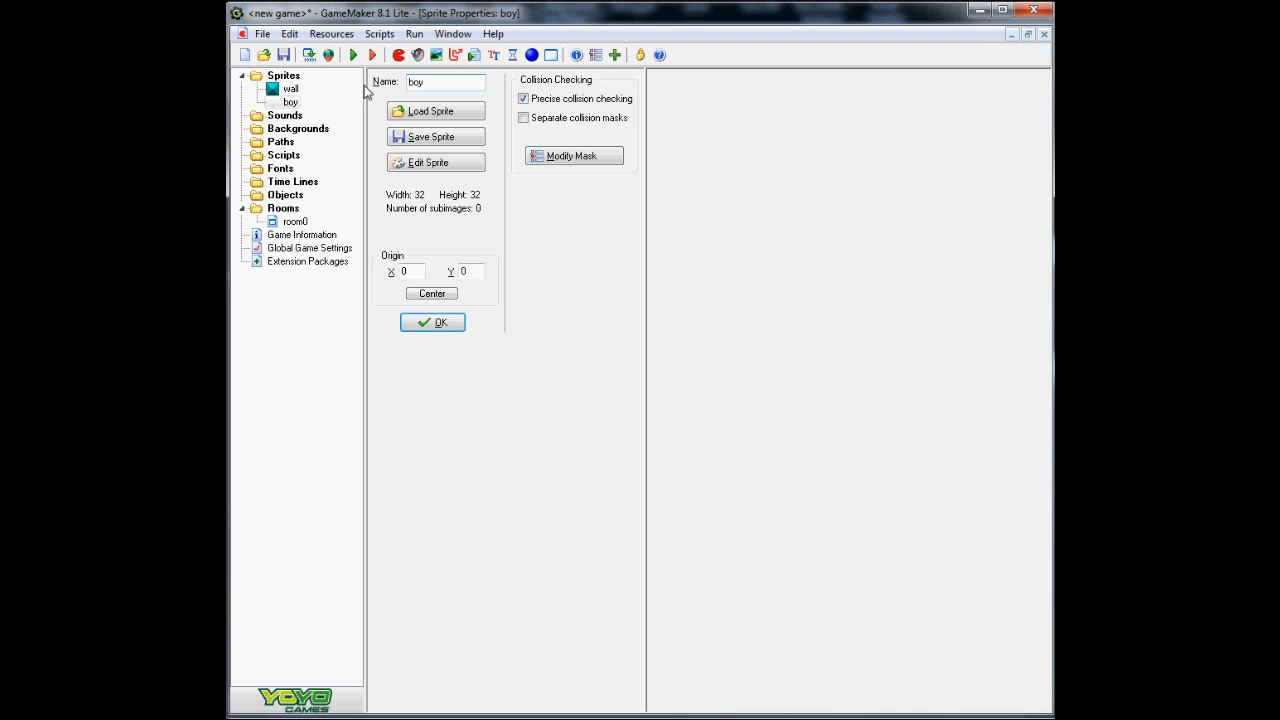 <new game>* - GameMaker 8.1 Lite - [Sprite Properties: boy]
File Edit Resources Scripts Run Window Help
Sprites
wall
boy
Sounds
Backgrounds
Paths
Scripts
Fonts
Time Lines
Objects
Rooms
room0
Game Information
Global Game Settings
Extension Packages
YOYO
GAMES
Name: boy
Load Sprite
Save Sprite
Edit Sprite
Width: 32 Height: 32
Number of subimages: 0
Origin
X 0 Y 0
Center
OK
Collision Checking
Precise collision checking
Separate collision masks
Modify Mask